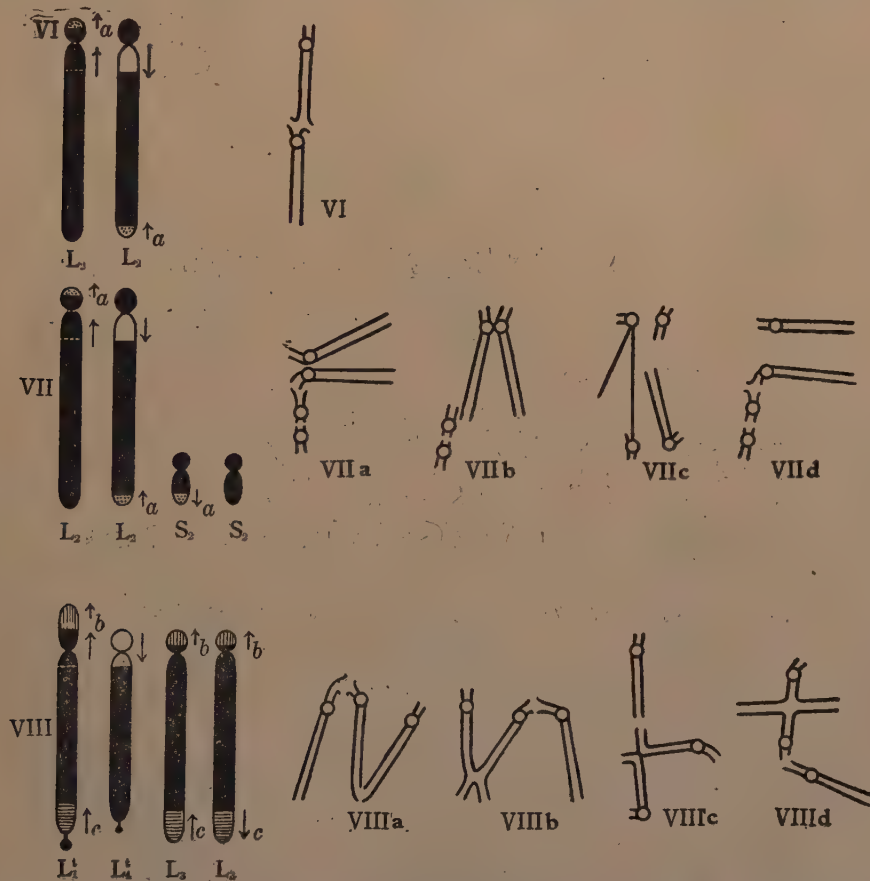 VI ↑a ↑ ↓
↑a
L₂
VI
↑a ↑ ↓
VII
↑a ↓a
L₂ L₂ S₂ S₂
VIIa VIIb VIIc VIId
↑b
↑ ↓ ↑b ↑b
VIII
↑c ↑c ↓c
L₃ L₂
VIIIa VIIIb VIIIc VIIId